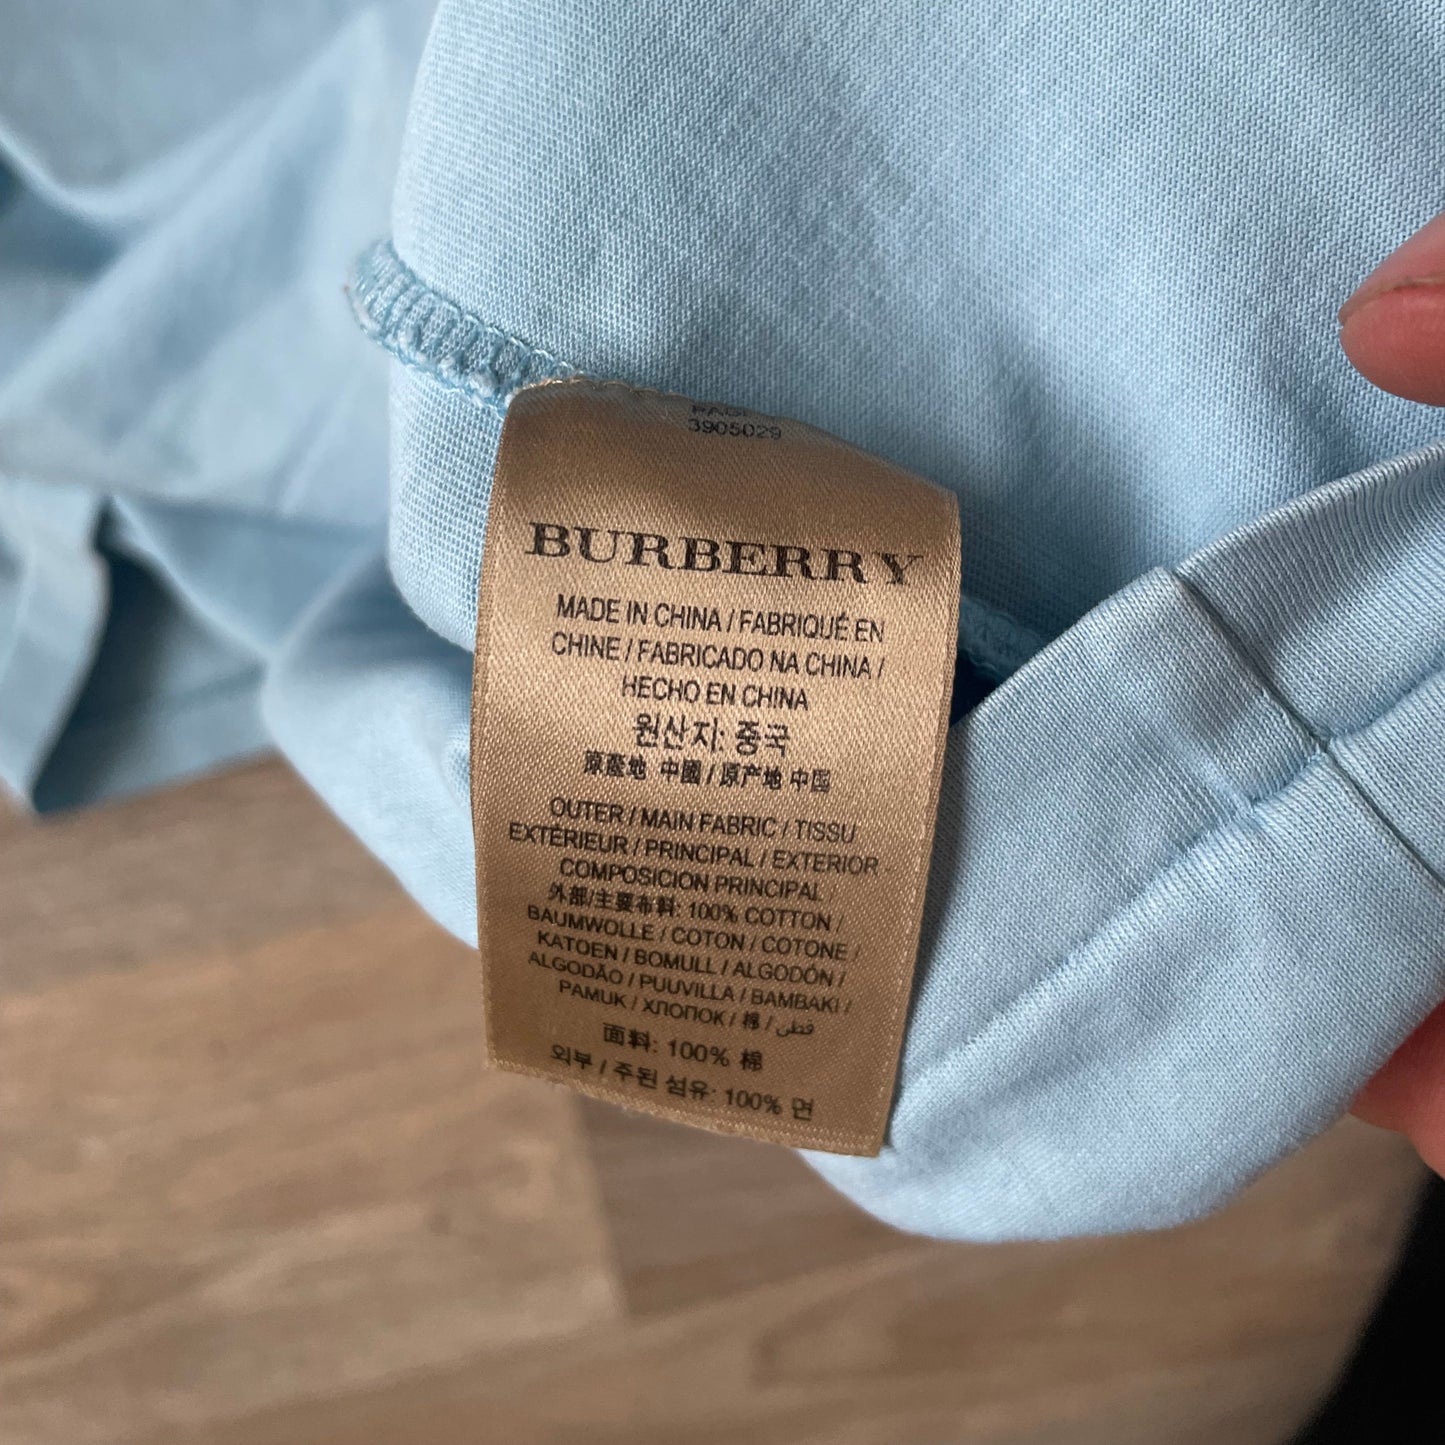 3905029
BURBERRY
MADE IN CHINA / FABRIQUÉ EN
CHINE / FABRICADO NA CHINA /
HECHO EN CHINA
원산지: 중국
原產地 中國 / 原产地 中国
OUTER / MAIN FABRIC / TISSU
EXTÉRIEUR / PRINCIPAL / EXTERIOR
COMPOSICION PRINCIPAL /
外部/主要布料: 100% COTTON /
BAUMWOLLE / COTON / COTONE /
KATOEN / BOMULL / ALGODÓN /
ALGODÃO / PUUVILLA / BAMBAKI /
PAMUK / ХЛОПОК / 棉 / قطن
面料: 100% 棉
외부 / 주된 섬유: 100% 면